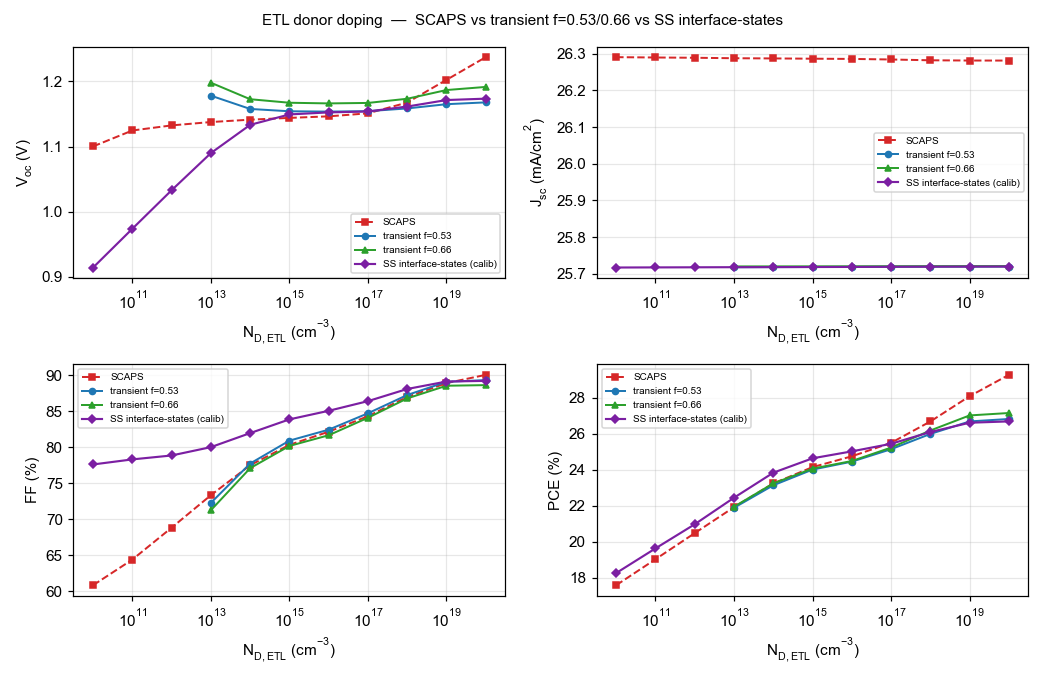 ETL donor doping — SCAPS vs transient f=0.53/0.66 vs SS interface-states
V_oc (V)
1.2
1.1
1.0
0.9
10^11 10^13 10^15 10^17 10^19
N_D, ETL (cm^−3)
SCAPS
transient f=0.53
transient f=0.66
SS interface-states (calib)
J_sc (mA/cm^2)
26.3
26.2
26.1
26.0
25.9
25.8
25.7
10^11 10^13 10^15 10^17 10^19
N_D, ETL (cm^−3)
SCAPS
transient f=0.53
transient f=0.66
SS interface-states (calib)
FF (%)
90
85
80
75
70
65
60
10^11 10^13 10^15 10^17 10^19
N_D, ETL (cm^−3)
SCAPS
transient f=0.53
transient f=0.66
SS interface-states (calib)
PCE (%)
28
26
24
22
20
18
10^11 10^13 10^15 10^17 10^19
N_D, ETL (cm^−3)
SCAPS
transient f=0.53
transient f=0.66
SS interface-states (calib)